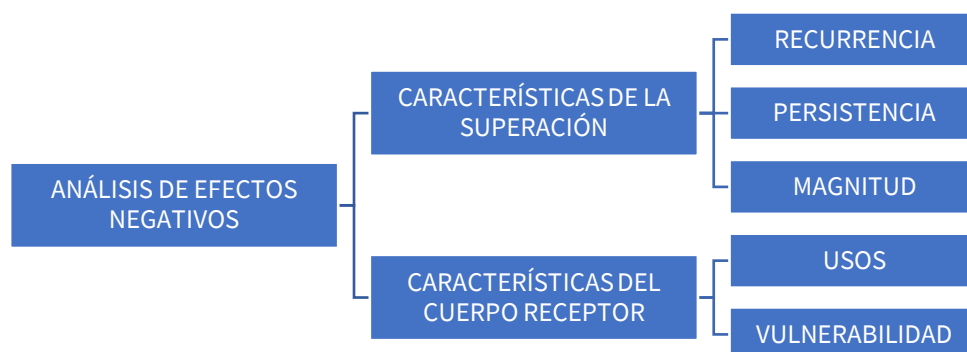 ANÁLISIS DE EFECTOS
NEGATIVOS
CARACTERÍSTICAS DE LA
SUPERACIÓN
RECURRENCIA
PERSISTENCIA
MAGNITUD
CARACTERÍSTICAS DEL
CUERPO RECEPTOR
USOS
VULNERABILIDAD